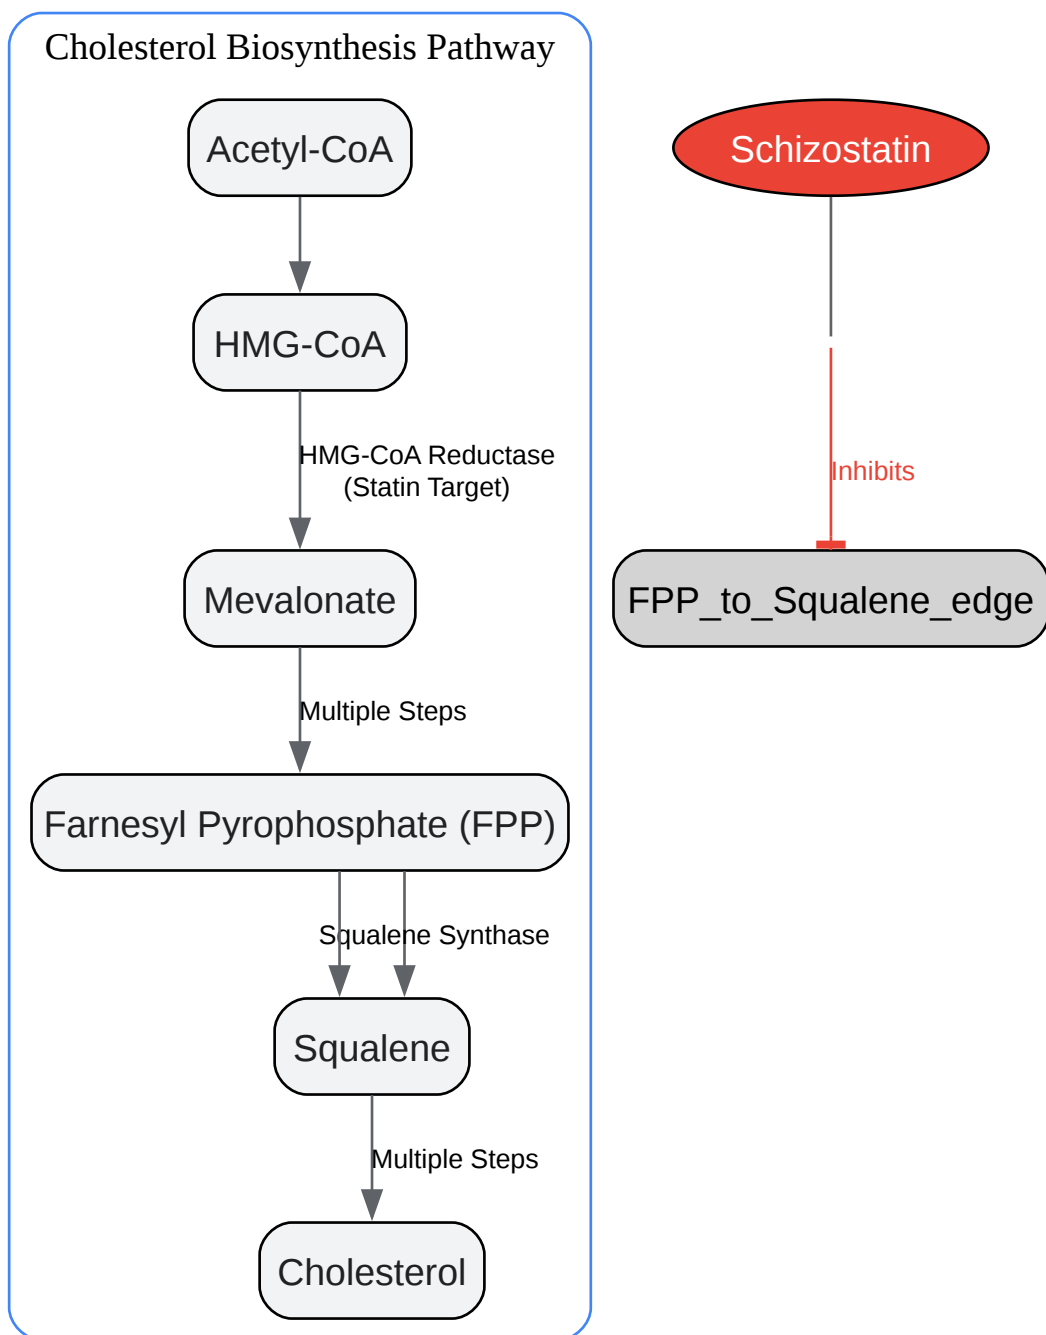 Cholesterol Biosynthesis Pathway
Acetyl-CoA
HMG-CoA
HMG-CoA Reductase
(Statin Target)
Mevalonate
Multiple Steps
Farnesyl Pyrophosphate (FPP)
Squalene Synthase
Squalene
Multiple Steps
Cholesterol
Schizostatin
Inhibits
FPP_to_Squalene_edge